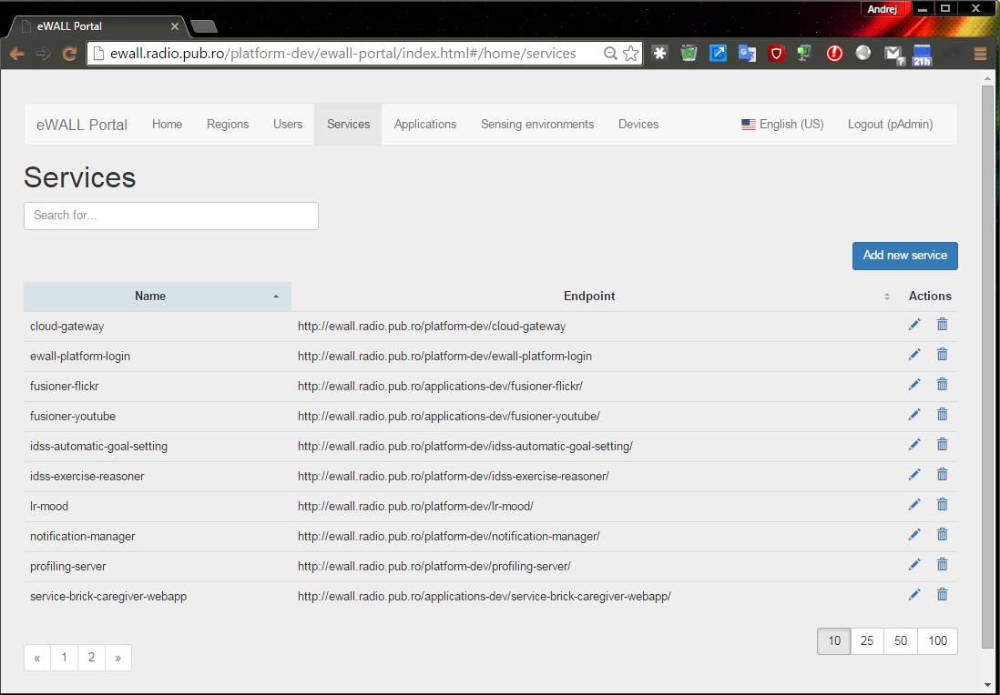 Andrej
eWALL Portal
ewall.radio.pub.ro/platform-dev/ewall-portal/index.html#/home/services
21h
eWALL Portal Home Regions Users Services Applications Sensing environments Devices English (US) Logout (pAdmin)
Services
Search for...
Add new service
Name Endpoint Actions
cloud-gateway http://ewall.radio.pub.ro/platform-dev/cloud-gateway
ewall-platform-login http://ewall.radio.pub.ro/platform-dev/ewall-platform-login
fusioner-flickr http://ewall.radio.pub.ro/applications-dev/fusioner-flickr/
fusioner-youtube http://ewall.radio.pub.ro/applications-dev/fusioner-youtube/
idss-automatic-goal-setting http://ewall.radio.pub.ro/platform-dev/idss-automatic-goal-setting/
idss-exercise-reasoner http://ewall.radio.pub.ro/platform-dev/idss-exercise-reasoner/
lr-mood http://ewall.radio.pub.ro/platform-dev/lr-mood/
notification-manager http://ewall.radio.pub.ro/platform-dev/notification-manager/
profiling-server http://ewall.radio.pub.ro/platform-dev/profiling-server/
service-brick-caregiver-webapp http://ewall.radio.pub.ro/applications-dev/service-brick-caregiver-webapp/
10 25 50 100
« 1 2 »